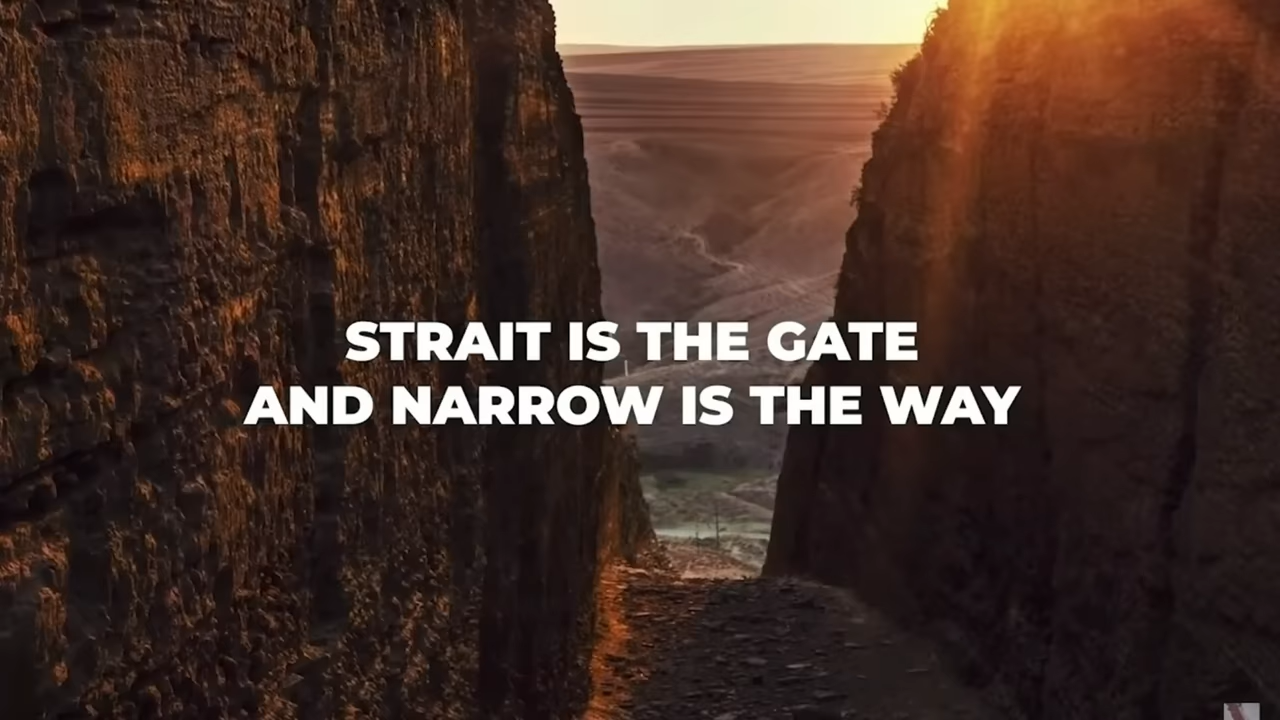 STRAIT IS THE GATE
AND NARROW IS THE WAY